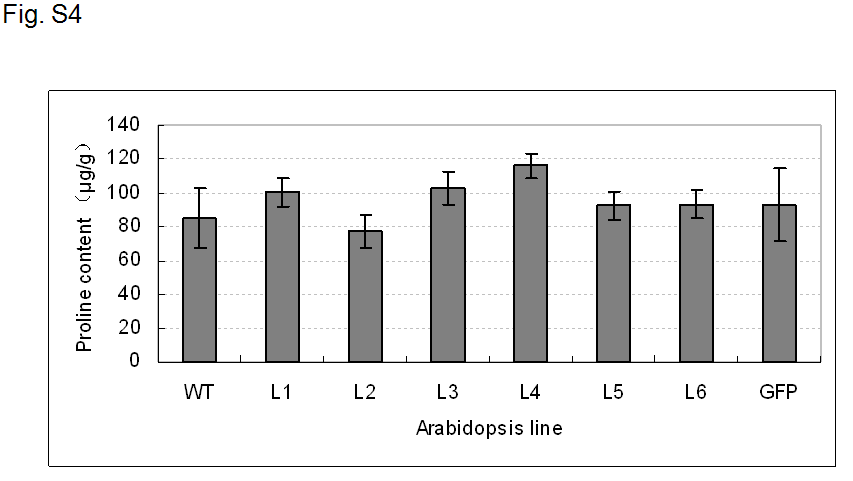 Fig. S4
140
120
100
80
60
40
20
0
Proline content（μg/g）
WT L1 L2 L3 L4 L5 L6 GFP
Arabidopsis line